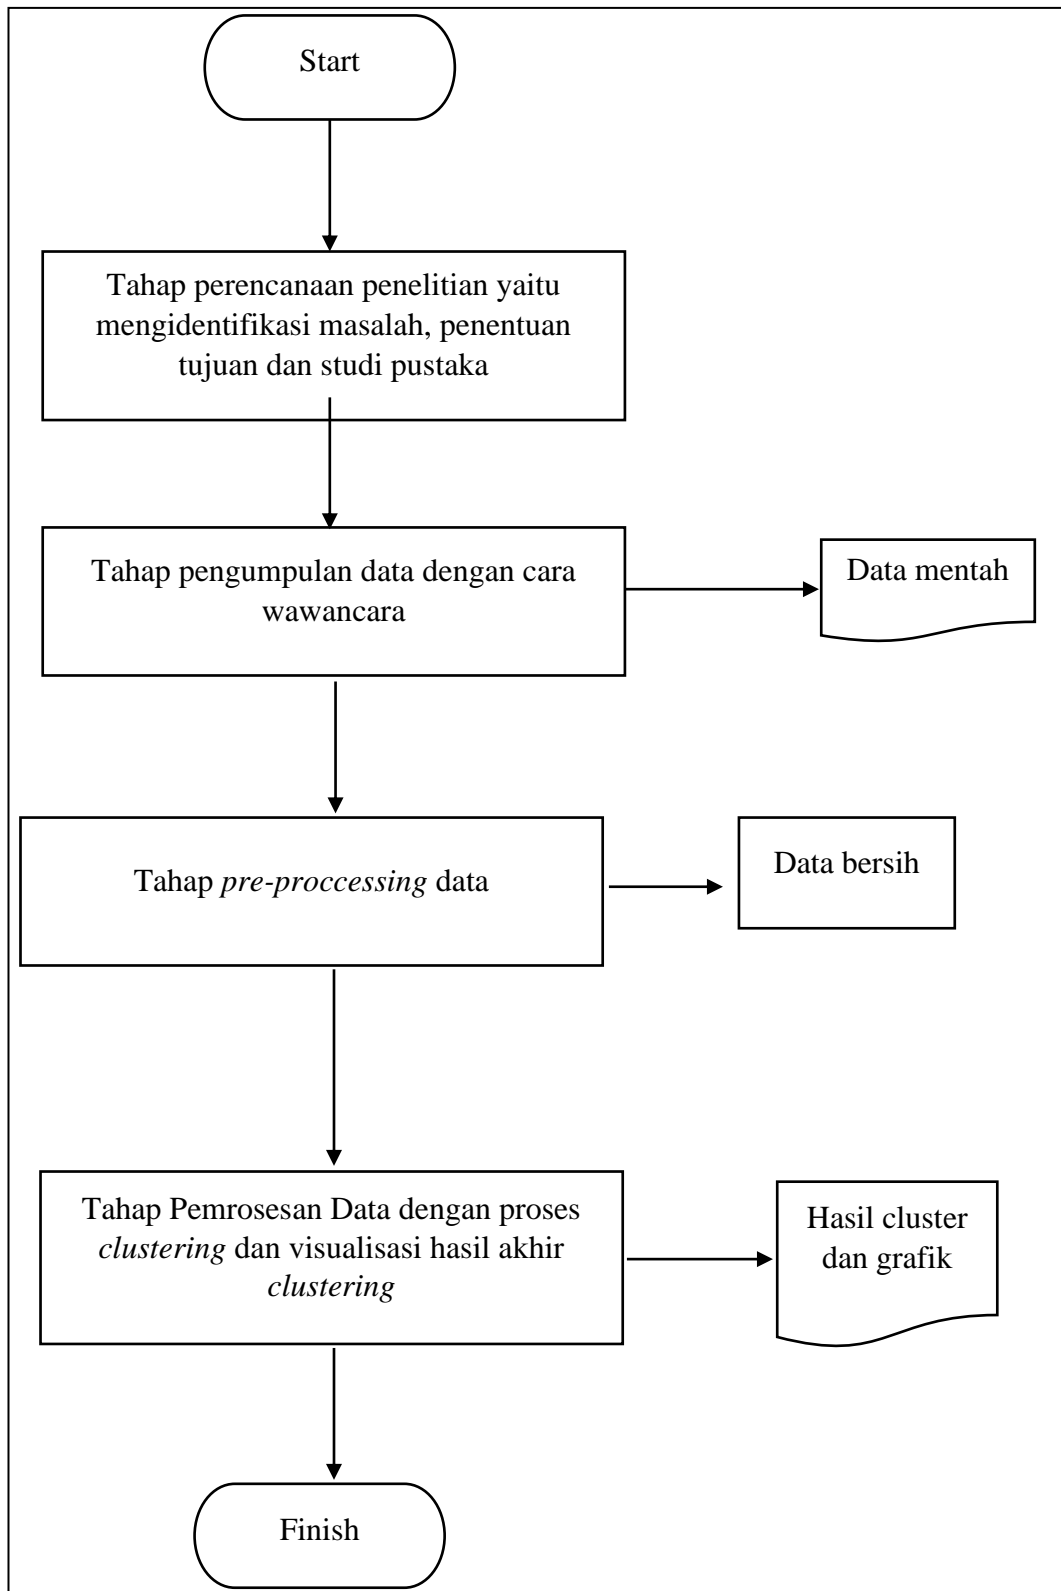 Start
Tahap perencanaan penelitian yaitu
mengidentifikasi masalah, penentuan
tujuan dan studi pustaka
Tahap pengumpulan data dengan cara
wawancara
Data mentah
Tahap pre-proccessing data
Data bersih
Tahap Pemrosesan Data dengan proses
clustering dan visualisasi hasil akhir
clustering
Hasil cluster
dan grafik
Finish